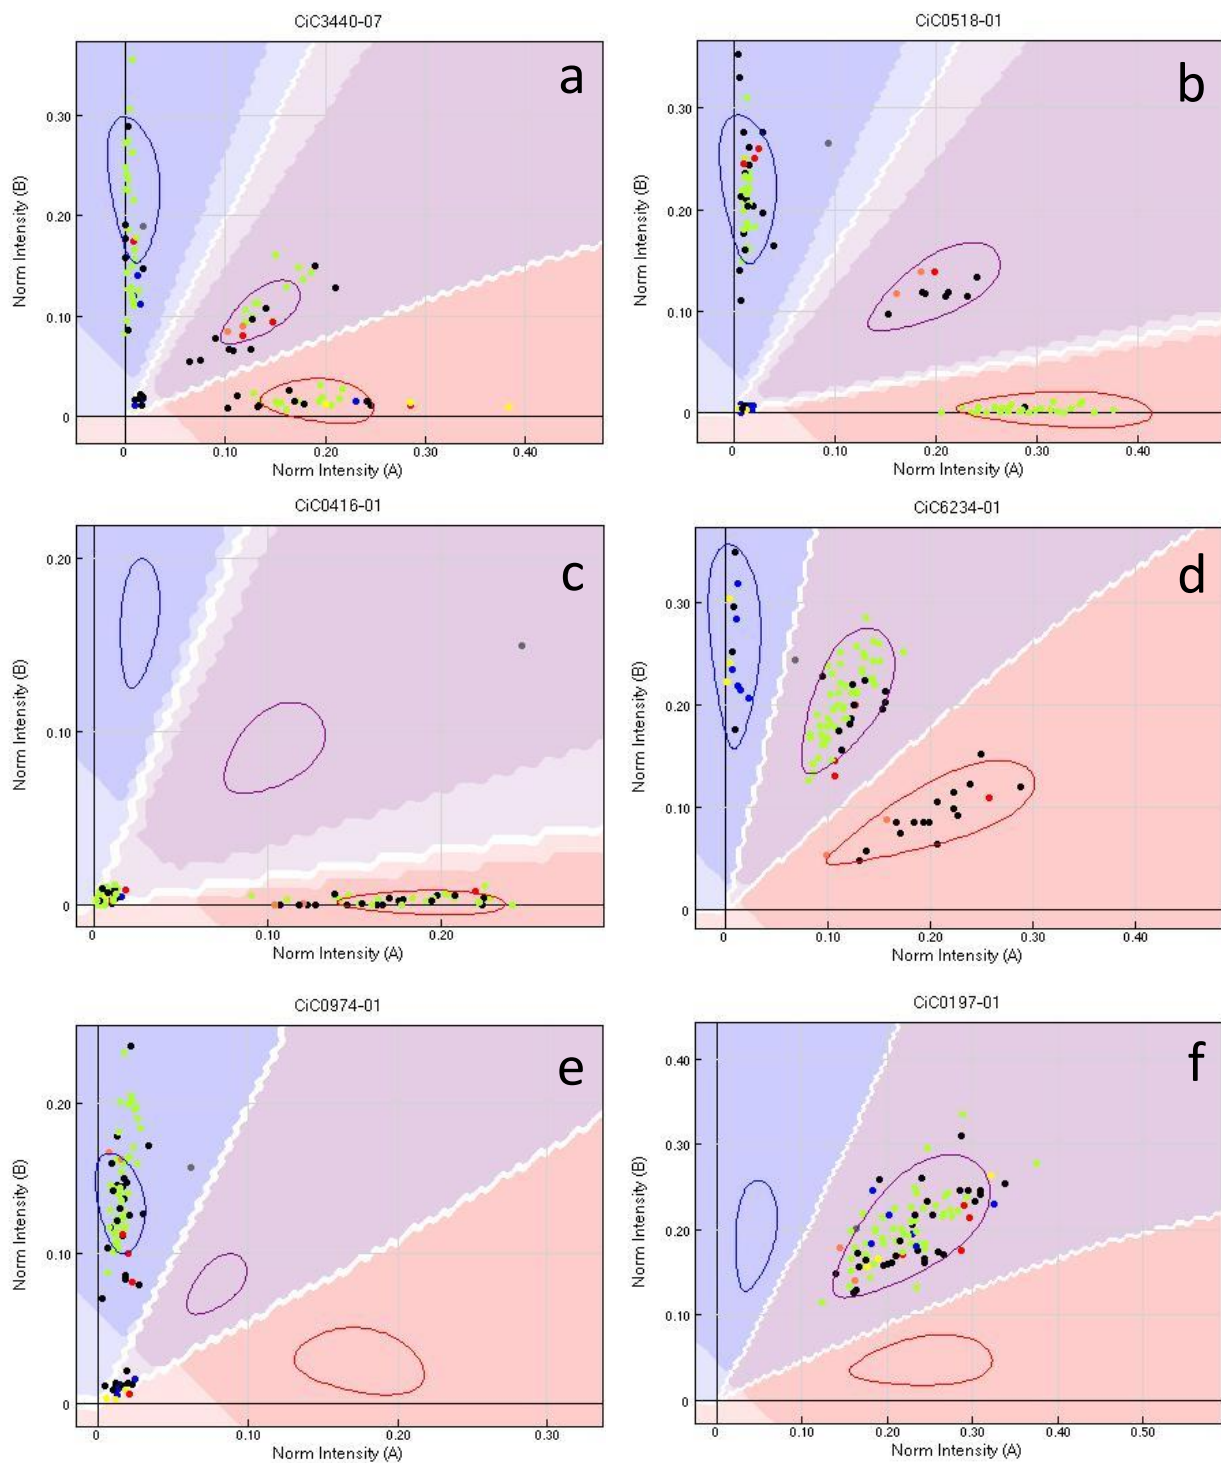 CiC3440-07
a
0.30
0.20
0.10
0
0 0.10 0.20 0.30 0.40
Norm Intensity (A)
Norm Intensity (B)
CiC0518-01
b
0.30
0.20
0.10
0
0 0.10 0.20 0.30 0.40
Norm Intensity (A)
Norm Intensity (B)
CiC0416-01
c
0.20
0.10
0
0 0.10 0.20
Norm Intensity (A)
Norm Intensity (B)
CiC6234-01
d
0.30
0.20
0.10
0
0 0.10 0.20 0.30 0.40
Norm Intensity (A)
Norm Intensity (B)
CiC0974-01
e
0.20
0.10
0
0 0.10 0.20 0.30
Norm Intensity (A)
Norm Intensity (B)
CiC0197-01
f
0.40
0.30
0.20
0.10
0
0 0.10 0.20 0.30 0.40 0.50
Norm Intensity (A)
Norm Intensity (B)